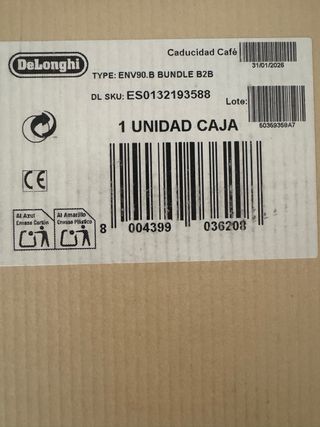 DeLonghi
Caducidad Café
31/01/2026
TYPE: ENV90.B BUNDLE B2B
DL SKU: ES0132193588
Lote:
60369359A7
1 UNIDAD CAJA
CE
Al Azul
Envase Cartón
Al Amarillo
Envase Plástico
8 004399 036208